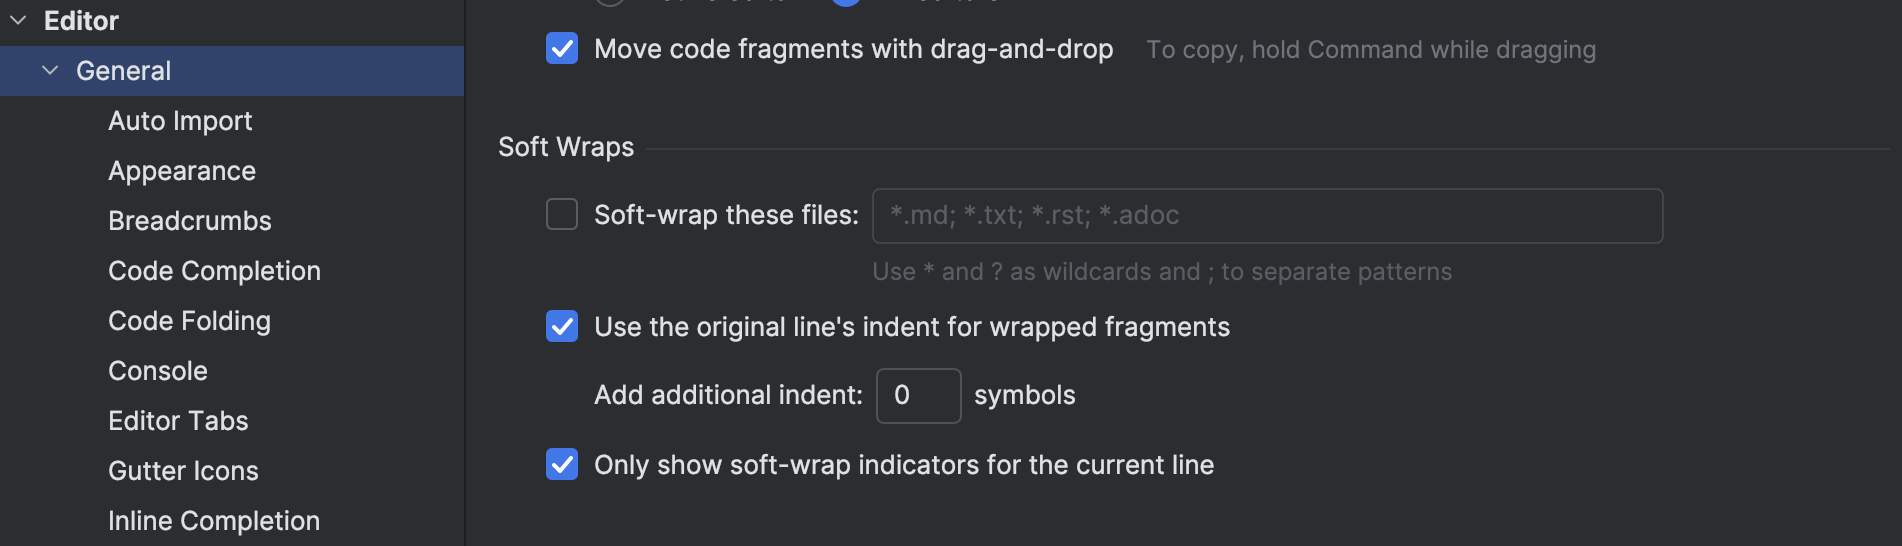 Editor
General
Auto Import
Appearance
Breadcrumbs
Code Completion
Code Folding
Console
Editor Tabs
Gutter Icons
Inline Completion
Move code fragments with drag-and-drop To copy, hold Command while dragging
Soft Wraps
Soft-wrap these files: *.md; *.txt; *.rst; *.adoc
Use * and ? as wildcards and ; to separate patterns
Use the original line's indent for wrapped fragments
Add additional indent: 0 symbols
Only show soft-wrap indicators for the current line